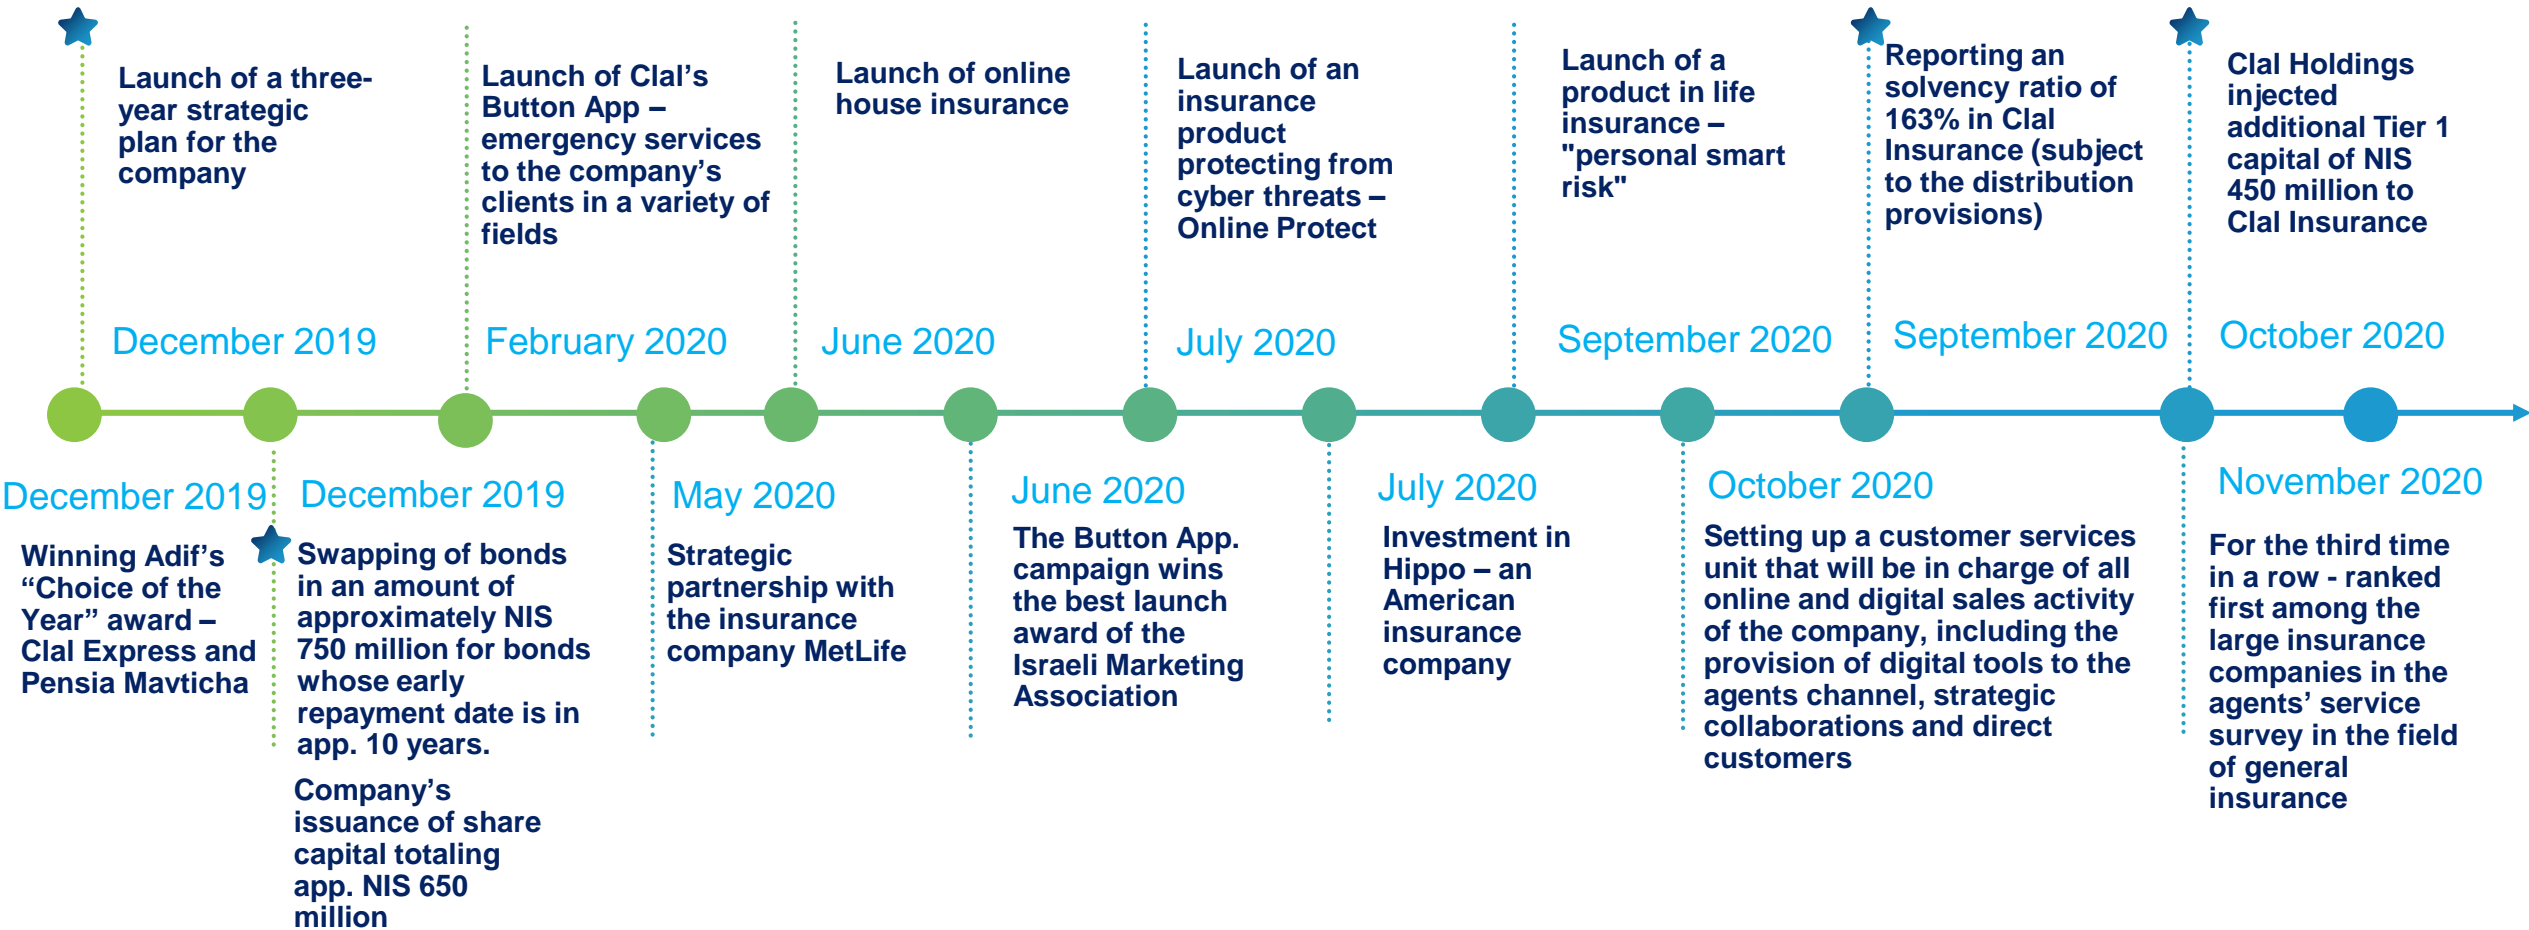 Launch of a three-
year strategic
plan for the
company
December 2019
Launch of Clal’s
Button App –
emergency services
to the company’s
clients in a variety of
fields
February 2020
Launch of online
house insurance
June 2020
Launch of an
insurance
product
protecting from
cyber threats –
Online Protect
July 2020
Launch of a
product in life
insurance –
"personal smart
risk"
September 2020
Reporting an
solvency ratio of
163% in Clal
Insurance (subject
to the distribution
provisions)
September 2020
Clal Holdings
injected
additional Tier 1
capital of NIS
450 million to
Clal Insurance
October 2020
December 2019
Winning Adif’s
“Choice of the
Year” award –
Clal Express and
Pensia Mavticha
December 2019
Swapping of bonds
in an amount of
approximately NIS
750 million for bonds
whose early
repayment date is in
app. 10 years.
Company’s
issuance of share
capital totaling
app. NIS 650
million
May 2020
Strategic
partnership with
the insurance
company MetLife
June 2020
The Button App.
campaign wins
the best launch
award of the
Israeli Marketing
Association
July 2020
Investment in
Hippo – an
American
insurance
company
October 2020
Setting up a customer services
unit that will be in charge of all
online and digital sales activity
of the company, including the
provision of digital tools to the
agents channel, strategic
collaborations and direct
customers
November 2020
For the third time
in a row - ranked
first among the
large insurance
companies in the
agents’ service
survey in the field
of general
insurance